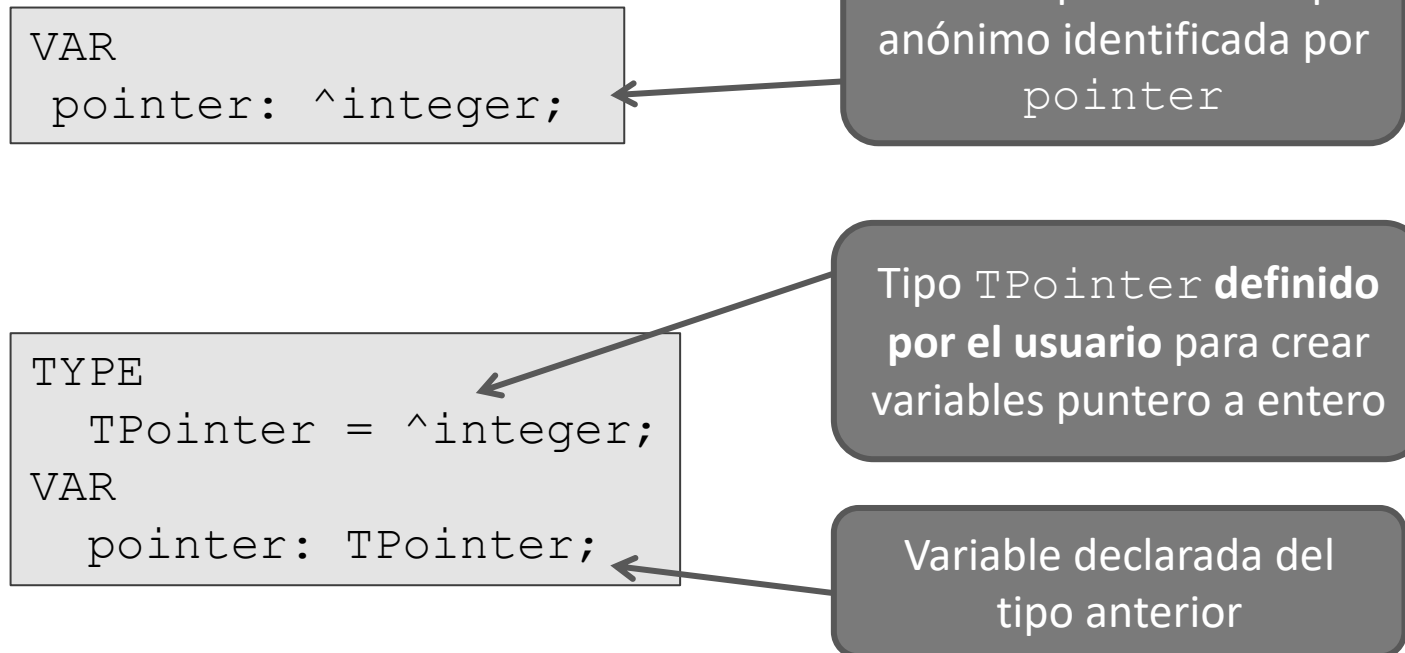 VAR
pointer: ^integer;
anónimo identificada por
pointer
TYPE
TPointer = ^integer;
VAR
pointer: TPointer;
Tipo TPointer definido
por el usuario para crear
variables puntero a entero
Variable declarada del
tipo anterior